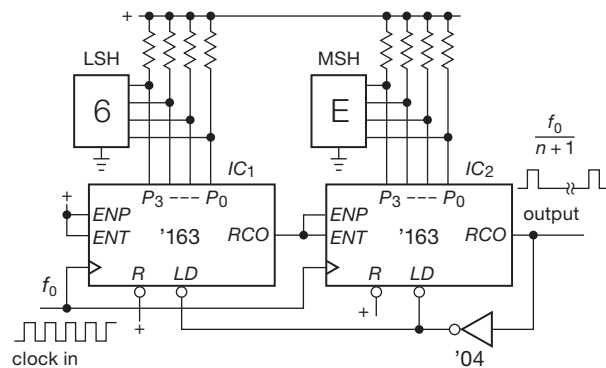 +
LSH
MSH
6
E
f₀
n + 1
IC₁
IC₂
+
P₃ ---- P₀
P₃ ---- P₀
ENP
ENP
ENT
ENT
'163
RCO
'163
RCO
output
f₀
R
LD
R
LD
+
+
clock in
'04